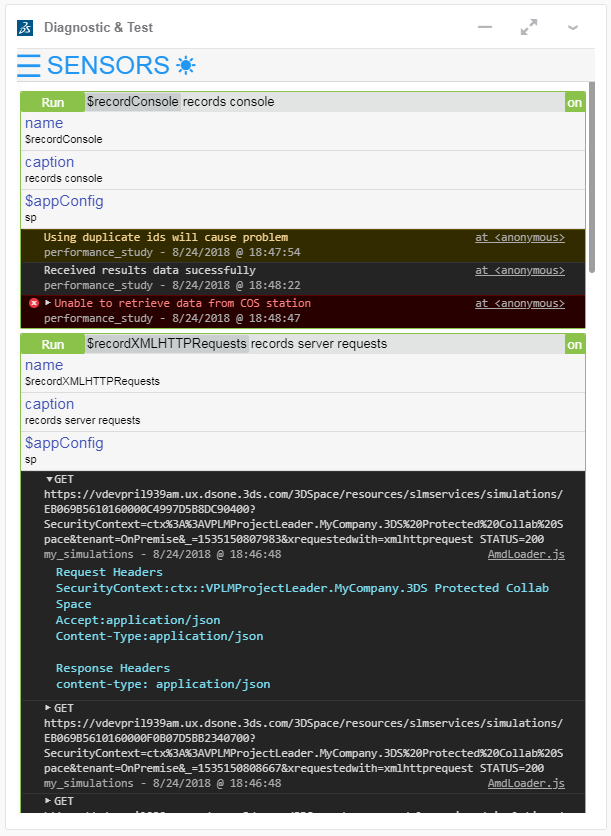 Diagnostic & Test
SENSORS
Run $recordConsole records console on
name
$recordConsole
caption
records console
$appConfig
sp
Using duplicate ids will cause problem at <anonymous>
performance_study - 8/24/2018 @ 18:47:54
Received results data sucessfully at <anonymous>
performance_study - 8/24/2018 @ 18:48:22
Unable to retrieve data from COS station at <anonymous>
performance_study - 8/24/2018 @ 18:48:47
Run $recordXMLHTTPRequests records server requests on
name
$recordXMLHTTPRequests
caption
records server requests
$appConfig
sp
▼GET
https://vdevpril939am.ux.dsone.3ds.com/3DSpace/resources/slmservices/simulations/
EB069B5610160000C4997D5B8DC90400?
SecurityContext=ctx%3A%3AVPLMProjectLeader.MyCompany.3DS%20Protected%20Collab%20S
pace&tenant=OnPremise&_=1535150807983&xrequestedwith=xmlhttprequest STATUS=200
my_simulations - 8/24/2018 @ 18:46:48 AmdLoader.js
Request Headers
SecurityContext:ctx::VPLMProjectLeader.MyCompany.3DS Protected Collab
Space
Accept:application/json
Content-Type:application/json
Response Headers
content-type: application/json
►GET
https://vdevpril939am.ux.dsone.3ds.com/3DSpace/resources/slmservices/simulations/
EB069B5610160000F0B07D5BB2340700?
SecurityContext=ctx%3A%3AVPLMProjectLeader.MyCompany.3DS%20Protected%20Collab%20S
pace&tenant=OnPremise&_=1535150808667&xrequestedwith=xmlhttprequest STATUS=200
my_simulations - 8/24/2018 @ 18:46:48 AmdLoader.js
►GET